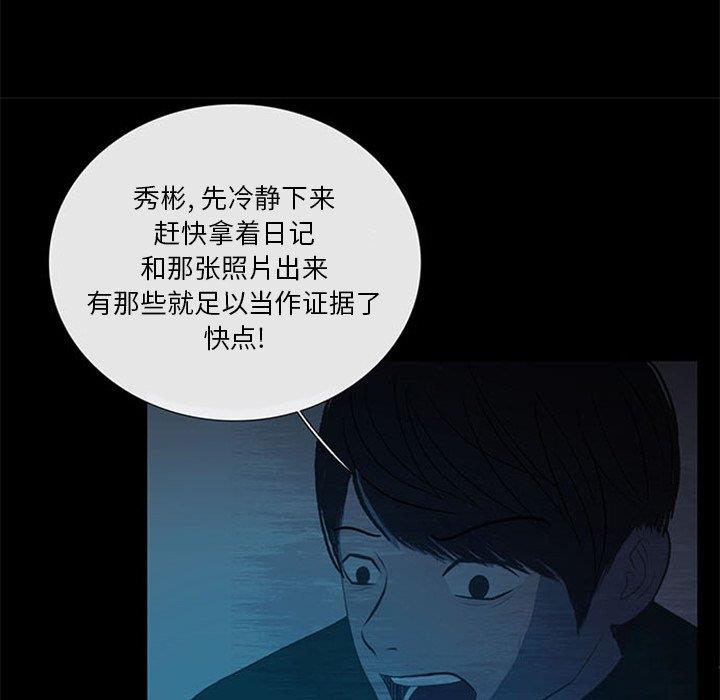 秀彬, 先冷静下来
赶快拿着日记
和那张照片出来
有那些就足以当作证据了
快点!